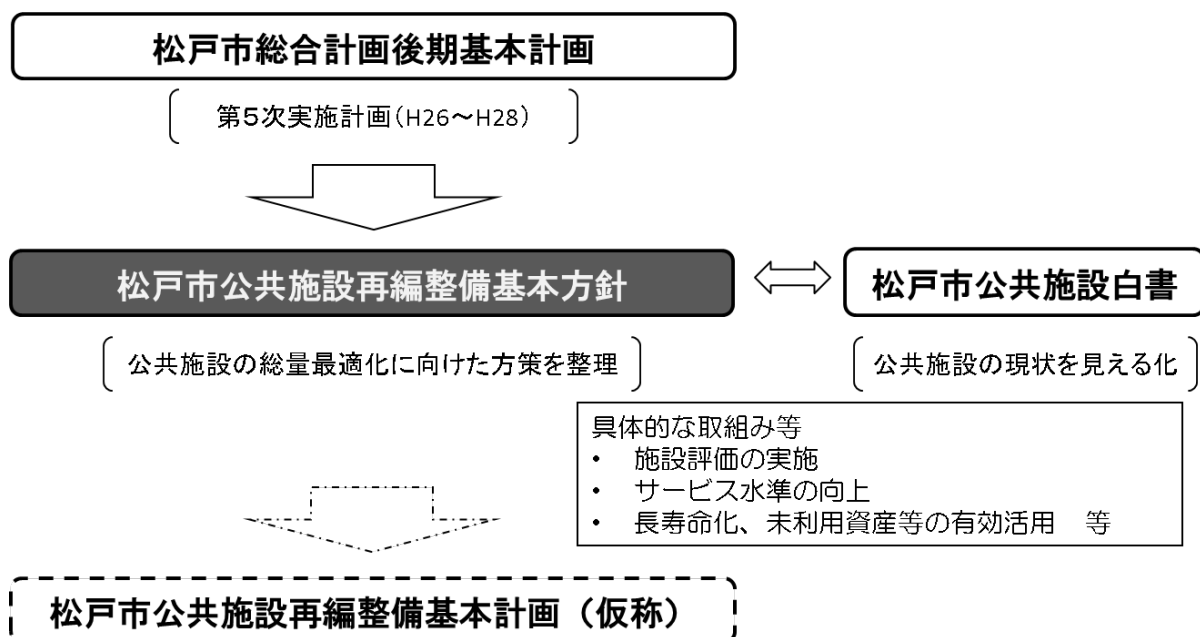 松戸市総合計画後期基本計画
第5次実施計画(H26～H28)
松戸市公共施設再編整備基本方針
松戸市公共施設白書
公共施設の総量最適化に向けた方策を整理
公共施設の現状を見える化
具体的な取組み等
• 施設評価の実施
• サービス水準の向上
• 長寿命化、未利用資産等の有効活用　等
松戸市公共施設再編整備基本計画（仮称）